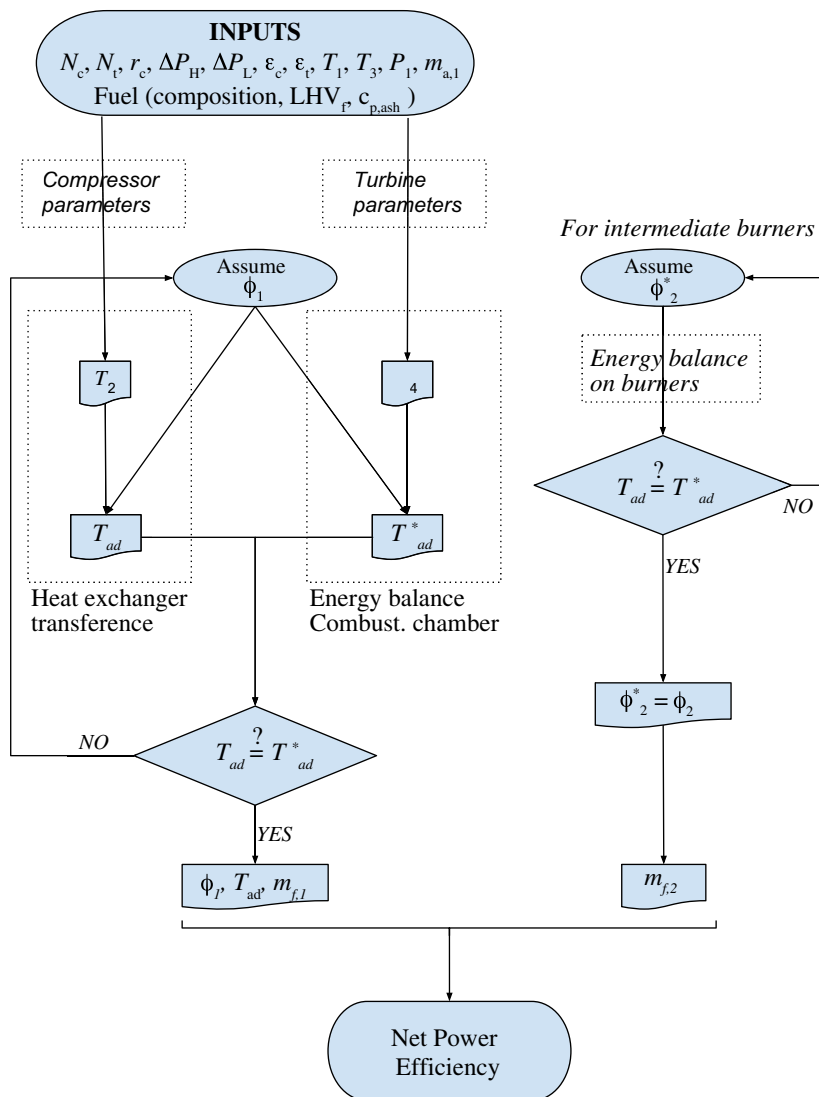 INPUTS
N_c, N_t, r_c, ΔP_H, ΔP_L, ε_c, ε_t, T_1, T_3, P_1, m_a,1
Fuel (composition, LHV_f, c_p,ash )
Compressor
parameters
Turbine
parameters
For intermediate burners
Assume
ϕ_1
Assume
ϕ*_2
T_2
4
Energy balance
on burners
T_ad
T*_ad
Heat exchanger
transference
Energy balance
Combust. chamber
?
T_ad = T*_ad
NO
YES
ϕ*_2 = ϕ_2
?
T_ad = T*_ad
NO
YES
ϕ_1, T_ad, m_f,1
m_f,2
Net Power
Efficiency